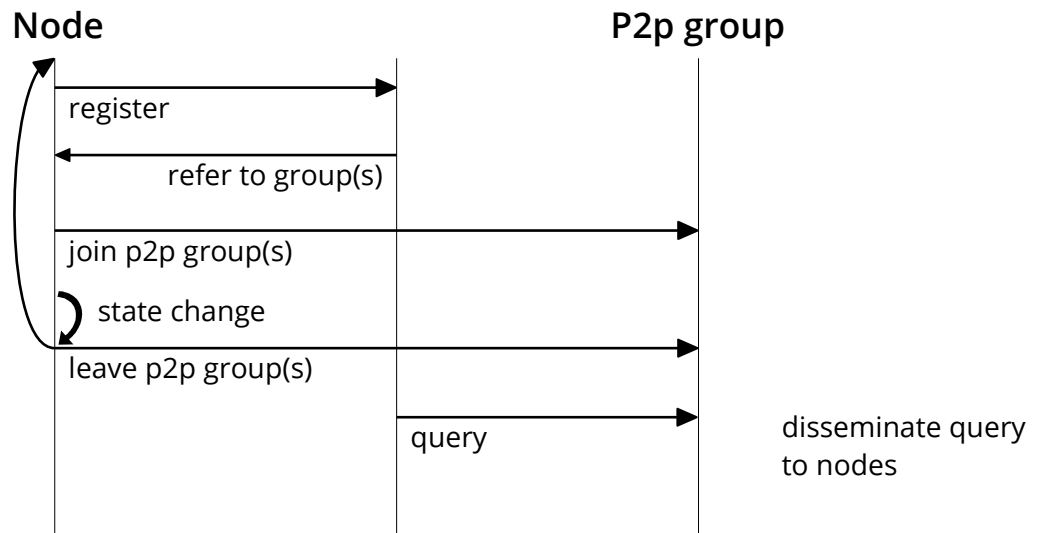 Node
P2p group
register
refer to group(s)
join p2p group(s)
state change
leave p2p group(s)
query
disseminate query
to nodes